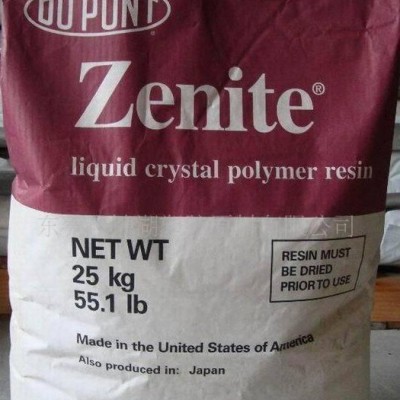 DUPONT
Zenite®
liquid crystal polymer resin
NET WT
25 kg
55.1 lb
RESIN MUST
BE DRIED
PRIOR TO USE
Made in the United States of America
Also produced in: Japan